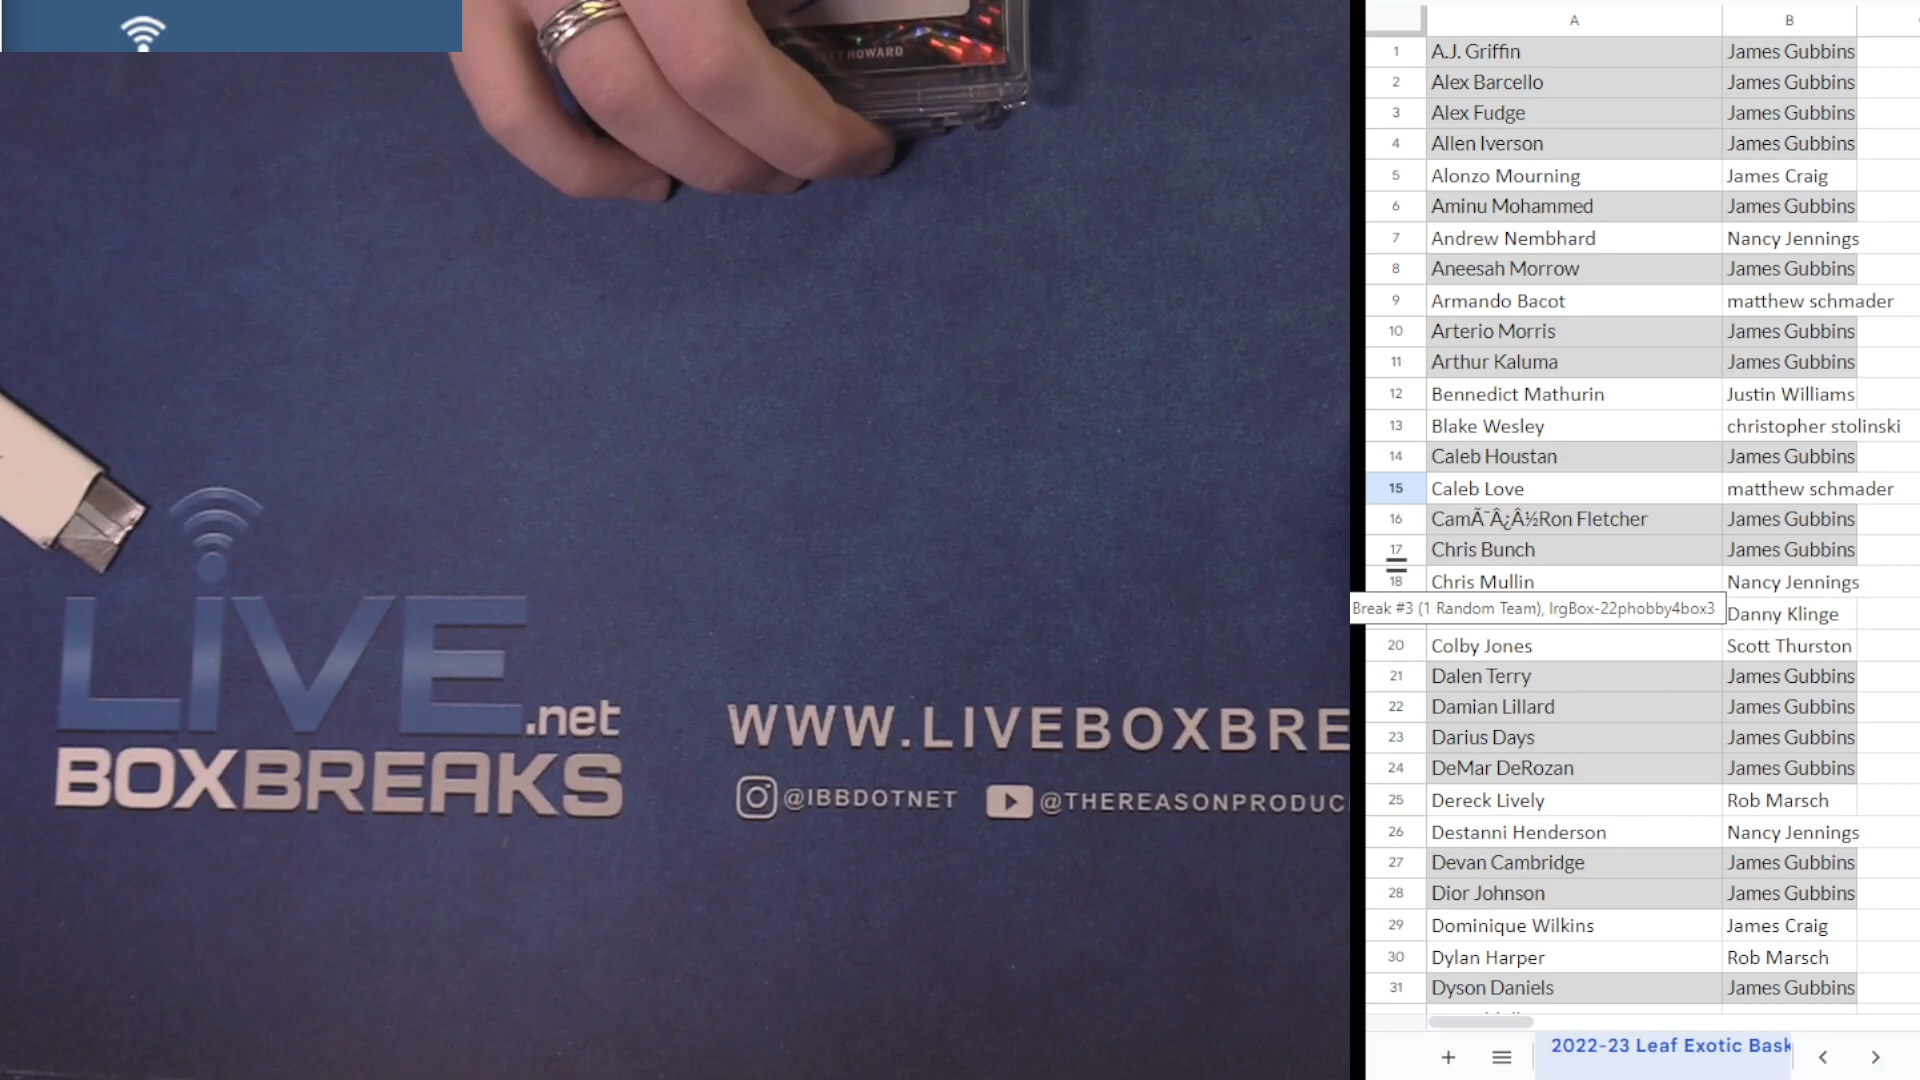 HOWARD
LIVE
.net
BOXBREAKS
WWW.LIVEBOXBRE
@IBBDOTNET
@THEREASONPRODUC
A B
1 A.J. Griffin James Gubbins
2 Alex Barcello James Gubbins
3 Alex Fudge James Gubbins
4 Allen Iverson James Gubbins
5 Alonzo Mourning James Craig
6 Aminu Mohammed James Gubbins
7 Andrew Nembhard Nancy Jennings
8 Aneesah Morrow James Gubbins
9 Armando Bacot matthew schmader
10 Arterio Morris James Gubbins
11 Arthur Kaluma James Gubbins
12 Bennedict Mathurin Justin Williams
13 Blake Wesley christopher stolinski
14 Caleb Houstan James Gubbins
15 Caleb Love matthew schmader
16 CamÃ¯Â¿Â½Ron Fletcher James Gubbins
17 Chris Bunch James Gubbins
18 Chris Mullin Nancy Jennings
Break #3 (1 Random Team), lrgBox-22phobby4box3 Danny Klinge
20 Colby Jones Scott Thurston
21 Dalen Terry James Gubbins
22 Damian Lillard James Gubbins
23 Darius Days James Gubbins
24 DeMar DeRozan James Gubbins
25 Dereck Lively Rob Marsch
26 Destanni Henderson Nancy Jennings
27 Devan Cambridge James Gubbins
28 Dior Johnson James Gubbins
29 Dominique Wilkins James Craig
30 Dylan Harper Rob Marsch
31 Dyson Daniels James Gubbins
2022-23 Leaf Exotic Bask